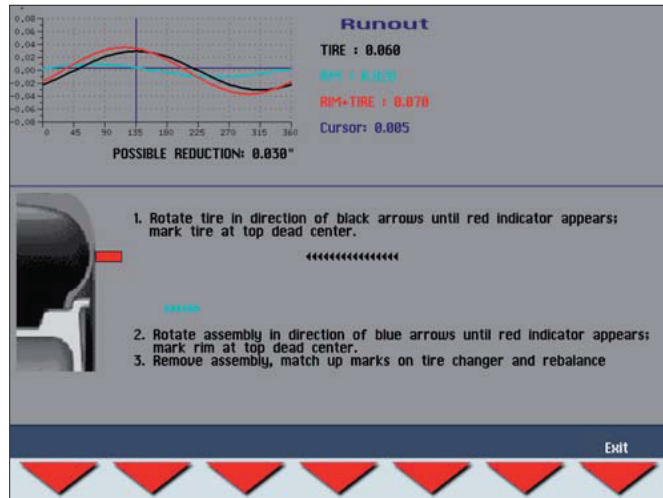 Runout
TIRE : 0.060
RIM : 0.020
RIM+TIRE : 0.070
Cursor: 0.005
0.08
0.06
0.04
0.02
0.00
-0.02
-0.04
-0.06
-0.08
0 45 90 135 180 225 270 315 360
POSSIBLE REDUCTION: 0.030"
1. Rotate tire in direction of black arrows until red indicator appears;
mark tire at top dead center.
2. Rotate assembly in direction of blue arrows until red indicator appears;
mark rim at top dead center.
3. Remove assembly, match up marks on tire changer and rebalance
Exit